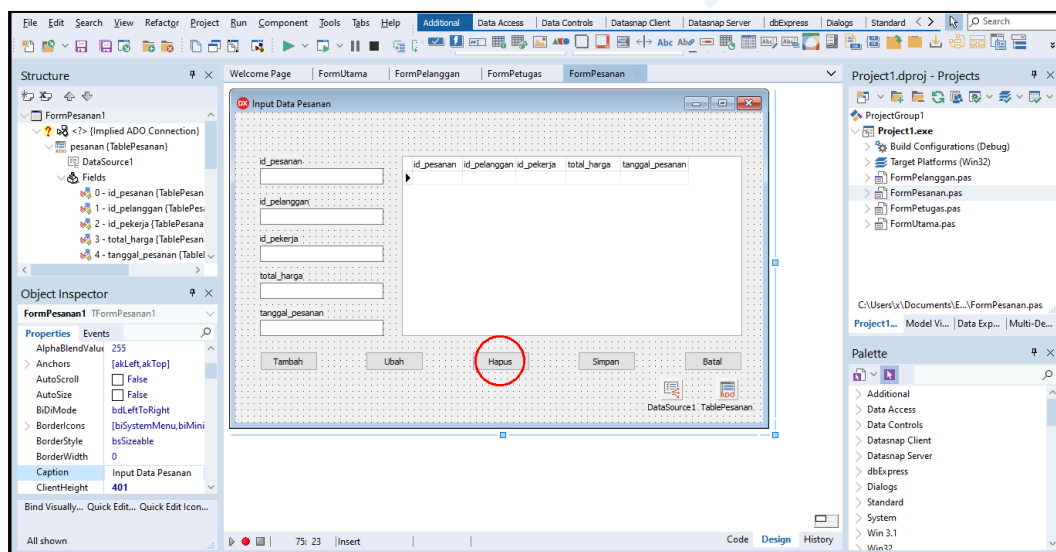 File Edit Search View Refactor Project Run Component Tools Tabs Help Additional Data Access Data Controls Datasnap Client Datasnap Server dbExpress Dialogs Standard Search
Structure
FormPesanan1
<?> {Implied ADO Connection}
pesanan {TablePesanan}
DataSource1
Fields
0 - id_pesanan {TablePesan
1 - id_pelanggan {TablePes
2 - id_pekerja {TablePesana
3 - total_harga {TablePesan
4 - tanggal_pesanan {Tablel
Object Inspector
FormPesanan1 TFormPesanan1
Properties Events
AlphaBlendValue 255
Anchors [akLeft,akTop]
AutoScroll False
AutoSize False
BiDiMode bdLeftToRight
BorderIcons [biSystemMenu,biMini
BorderStyle bsSizeable
BorderWidth 0
Caption Input Data Pesanan
ClientHeight 401
Bind Visually... Quick Edit... Quick Edit Icon...
All shown
Welcome Page FormUtama FormPelanggan FormPetugas FormPesanan
DX Input Data Pesanan
id_pesanan
id_pelanggan
id_pekerja
total_harga
tanggal_pesanan
id_pesanan id_pelanggan id_pekerja total_harga tanggal_pesanan
Tambah Ubah Hapus Simpan Batal
ADO
DataSource1 TablePesanan
75: 23 Insert Code Design History
Project1.dproj - Projects
ProjectGroup1
Project1.exe
Build Configurations (Debug)
Target Platforms (Win32)
FormPelanggan.pas
FormPesanan.pas
FormPetugas.pas
FormUtama.pas
C:\Users\x\Documents\E...\FormPesanan.pas
Project1... Model Vi... Data Exp... Multi-De...
Palette
Additional
Data Access
Data Controls
Datasnap Client
Datasnap Server
dbExpress
Dialogs
Standard
System
Win 3.1
Win32